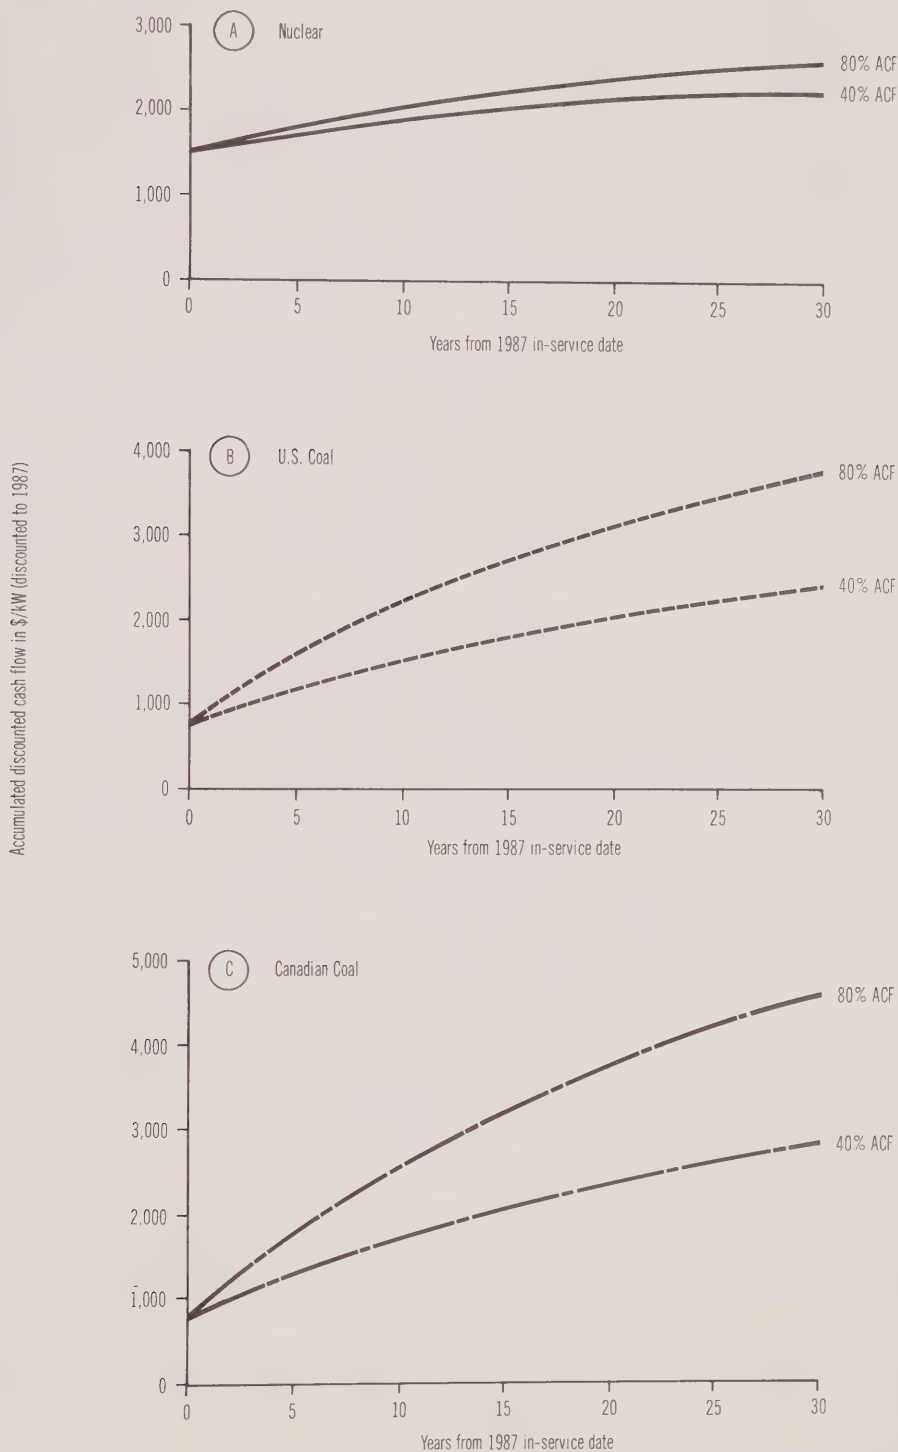 Accumulated discounted cash flow in $/kW (discounted to 1987)
A Nuclear
3,000
2,000
1,000
0
80% ACF
40% ACF
0 5 10 15 20 25 30
Years from 1987 in-service date
B U.S. Coal
4,000
3,000
2,000
1,000
0
80% ACF
40% ACF
0 5 10 15 20 25 30
Years from 1987 in-service date
C Canadian Coal
5,000
4,000
3,000
2,000
1,000
0
80% ACF
40% ACF
0 5 10 15 20 25 30
Years from 1987 in-service date